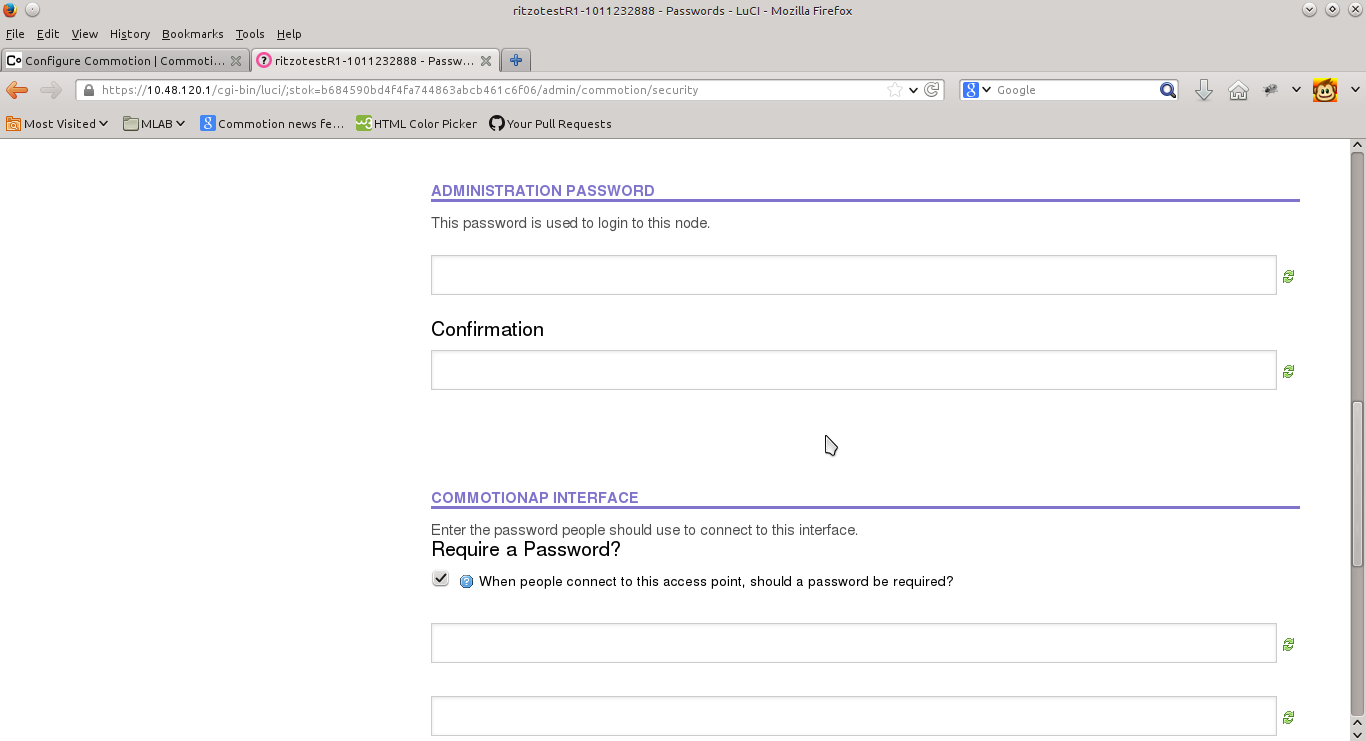 ritzotestR1-1011232888 - Passwords - LuCI - Mozilla Firefox
File Edit View History Bookmarks Tools Help
Configure Commotion | Commoti... ritzotestR1-1011232888 - Passw...
https://10.48.120.1/cgi-bin/luci/;stok=b684590bd4f4fa744863abcb461c6f06/admin/commotion/security Google
Most Visited MLAB Commotion news fe... HTML Color Picker Your Pull Requests
ADMINISTRATION PASSWORD
This password is used to login to this node.
Confirmation
COMMOTIONAP INTERFACE
Enter the password people should use to connect to this interface.
Require a Password?
When people connect to this access point, should a password be required?